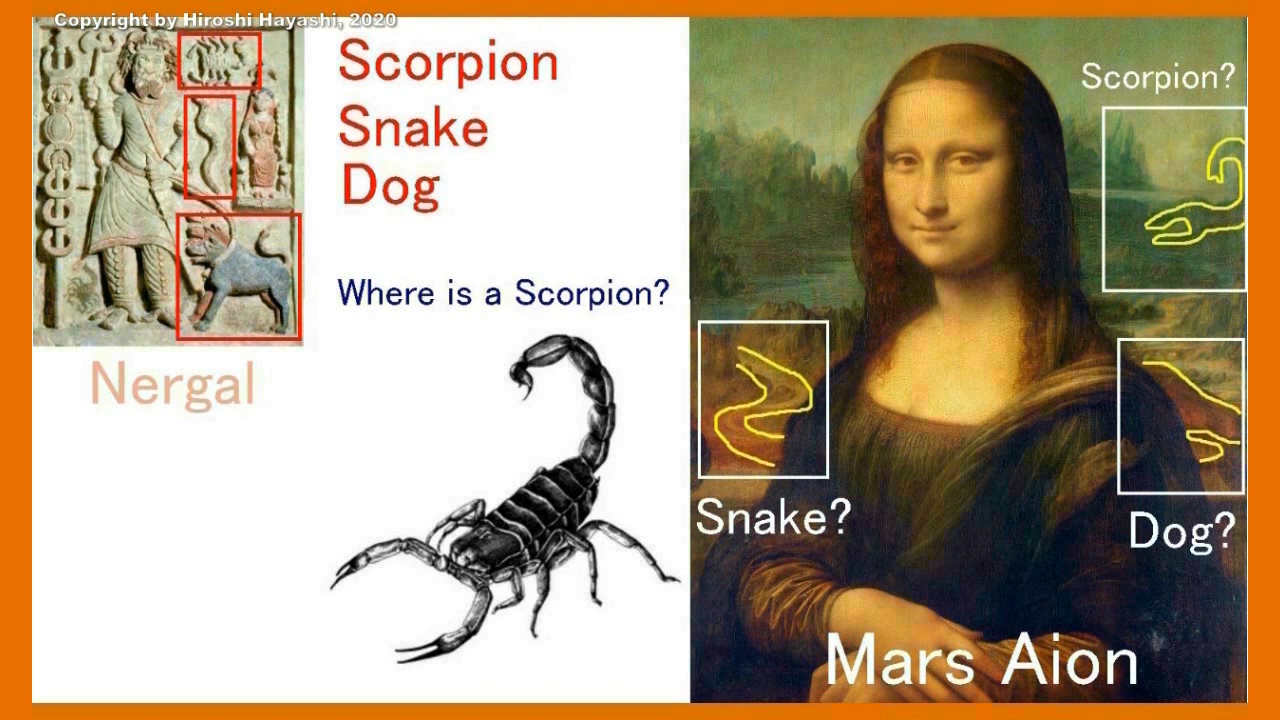 Copyright by Hiroshi Hayashi, 2020
Scorpion
Snake
Dog
Where is a Scorpion?
Nergal
Scorpion?
Snake?
Dog?
Mars Aion